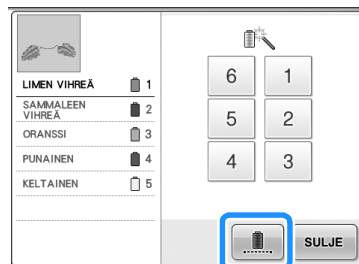 LIMEN VIHREÄ 1
SAMMALEEN VIHREÄ 2
ORANSSI 3
PUNAINEN 4
KELTAINEN 5
6 1
5 2
4 3
SULJE